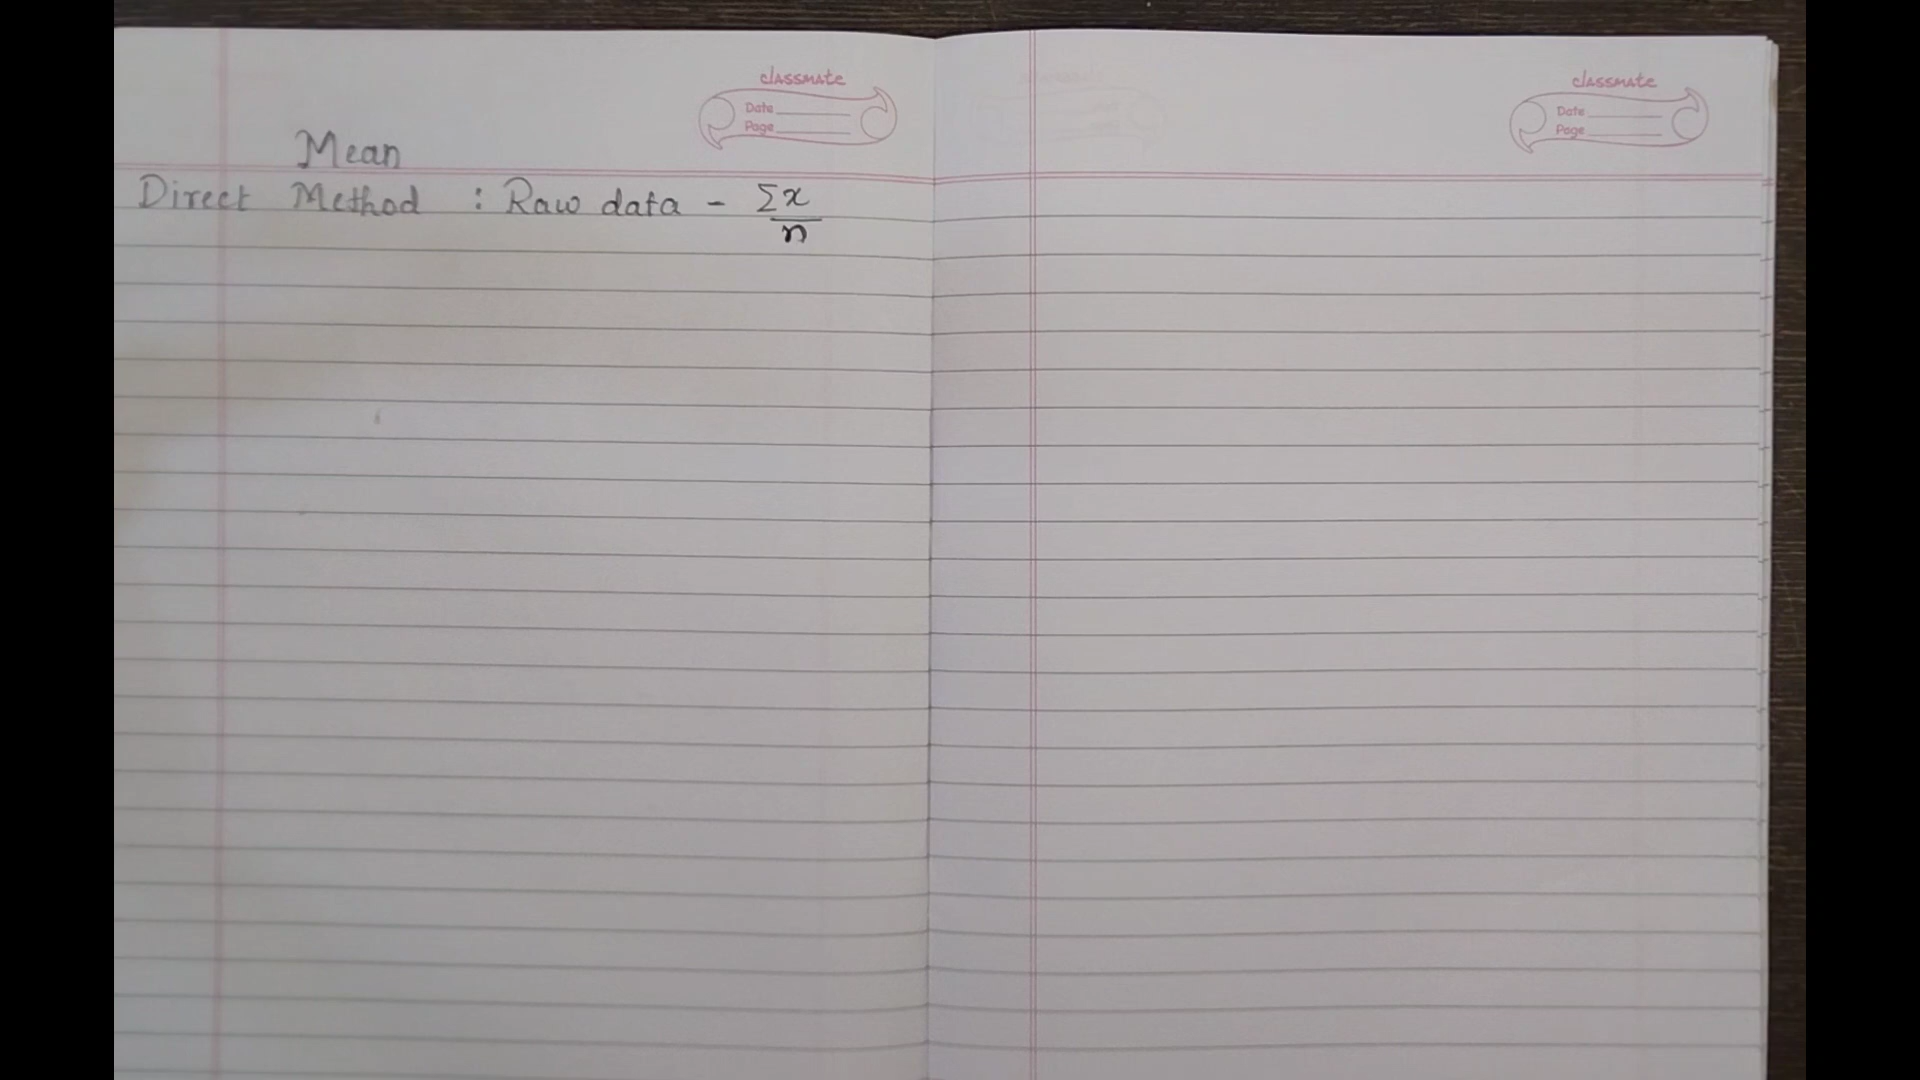 classmate
Date
Page
classmate
Date
Page
Mean
Direct Method : Raw data - Σx
n